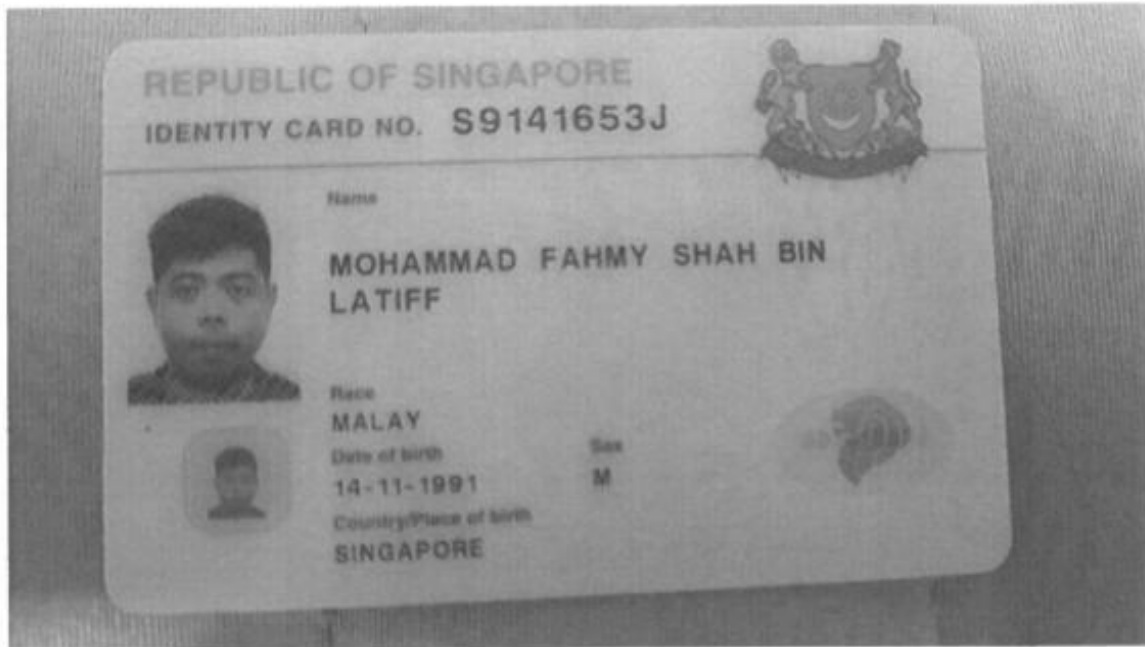 REPUBLIC OF SINGAPORE
IDENTITY CARD NO. S9141653J
Name
MOHAMMAD FAHMY SHAH BIN
LATIFF
Race
MALAY
Date of birth
Sex
14-11-1991
M
Country/Place of birth
SINGAPORE